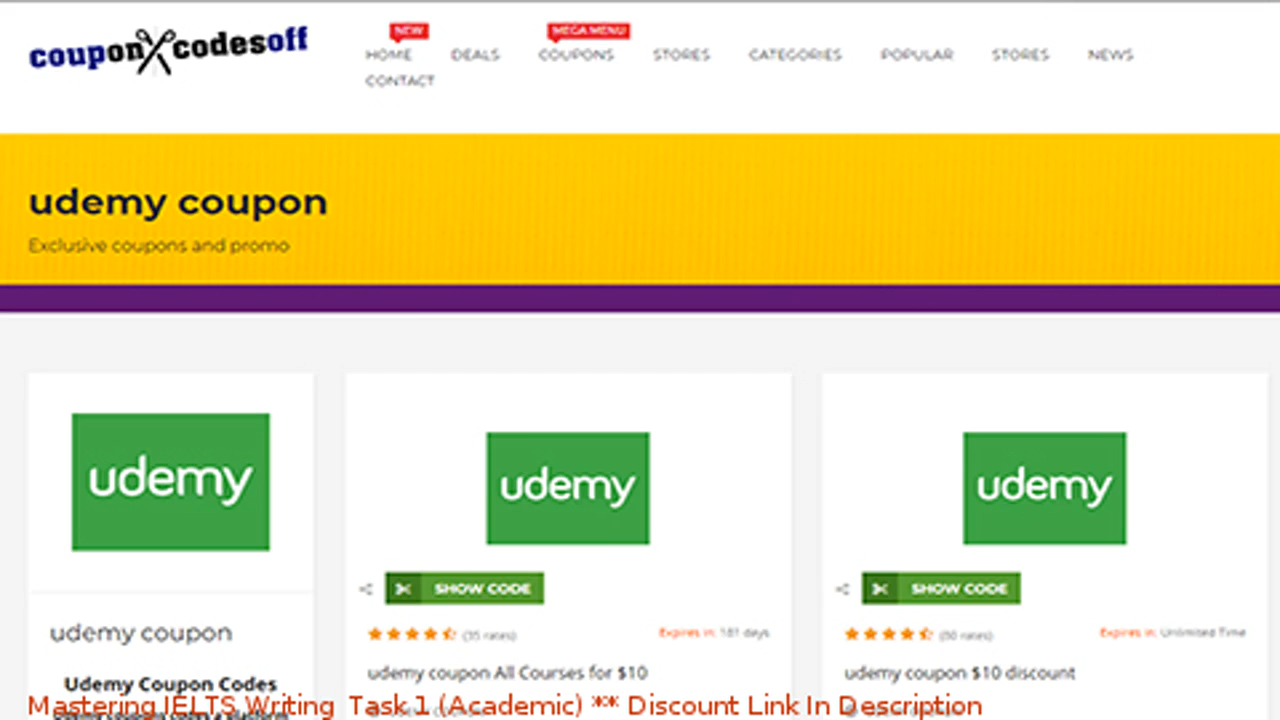 couponcodesoff
NEW
MEGA MENU
HOME DEALS COUPONS STORES CATEGORIES POPULAR STORES NEWS
CONTACT
udemy coupon
Exclusive coupons and promo
udemy
udemy
udemy
SHOW CODE
SHOW CODE
(35 rates)
Expires in: 181 days
(50 rates)
Expires in: Unlimited Time
udemy coupon
udemy coupon All Courses for $10
udemy coupon $10 discount
Udemy Coupon Codes
Mastering IELTS Writing Task 1 (Academic) ** Discount Link In Description